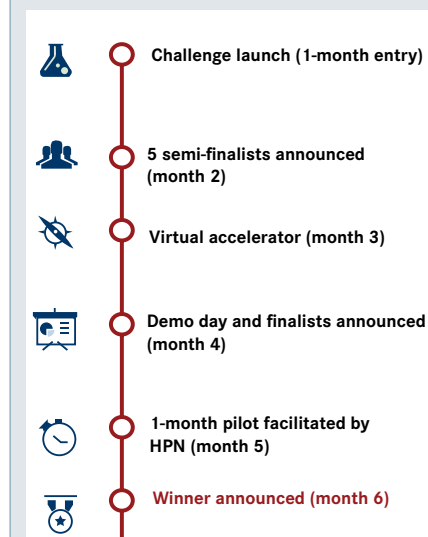 Challenge launch (1-month entry)
5 semi-finalists announced
(month 2)
Virtual accelerator (month 3)
Demo day and finalists announced
(month 4)
1-month pilot facilitated by
HPN (month 5)
Winner announced (month 6)